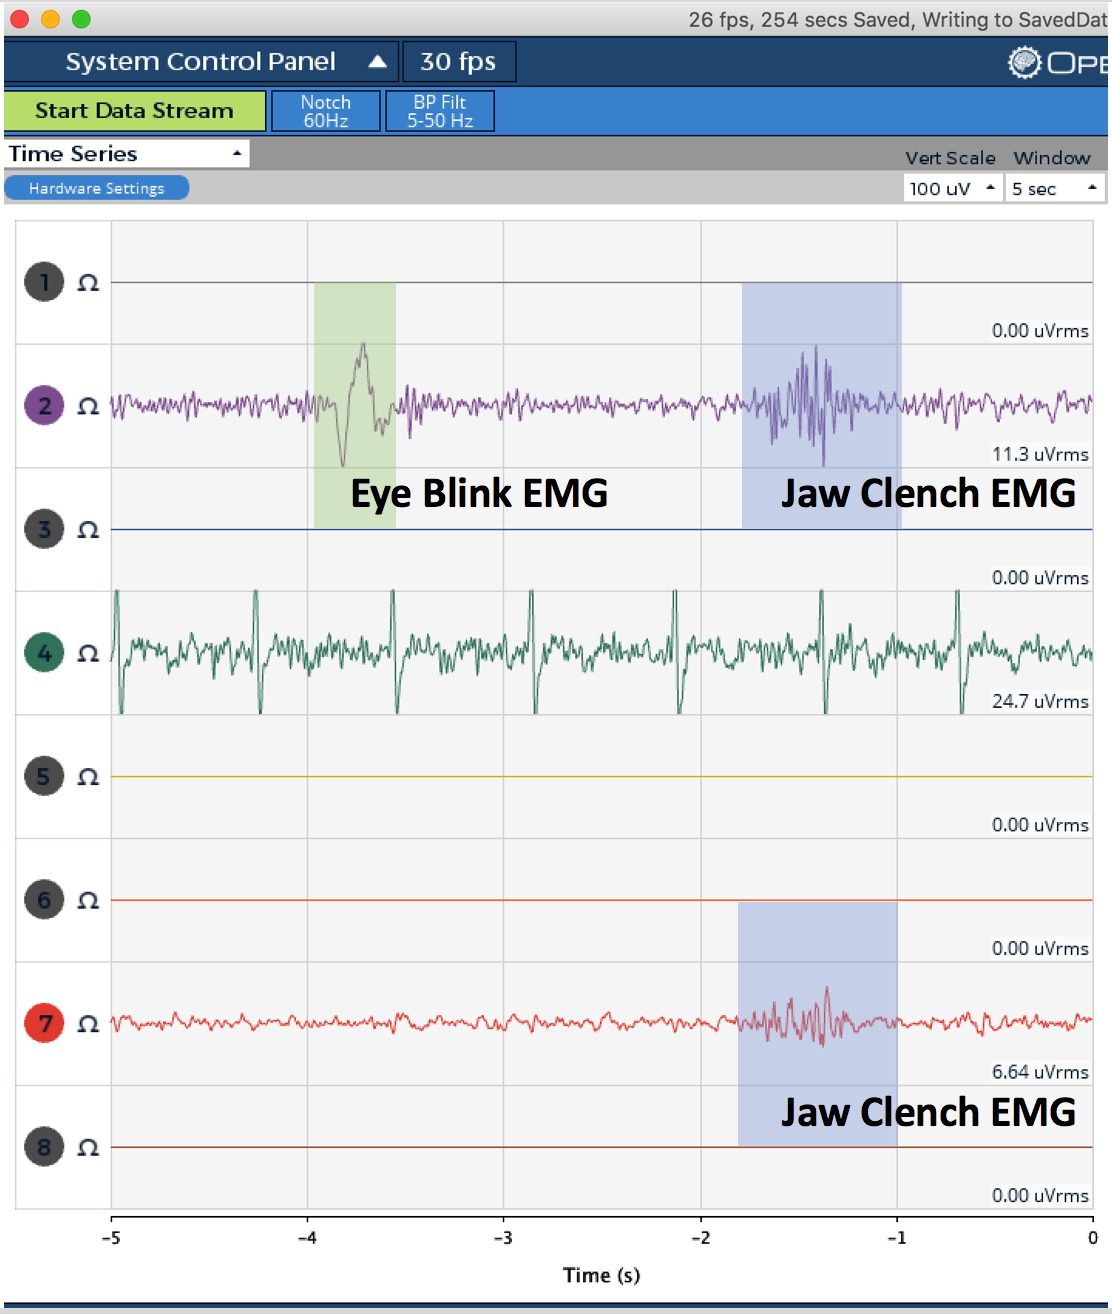 26 fps, 254 secs Saved, Writing to SavedDat
System Control Panel 30 fps
OPE
Start Data Stream
Notch
60Hz
BP Filt
5-50 Hz
Time Series
Vert Scale Window
Hardware Settings
100 uV 5 sec
1 Ω
0.00 uVrms
2 Ω
11.3 uVrms
Eye Blink EMG Jaw Clench EMG
3 Ω
0.00 uVrms
4 Ω
24.7 uVrms
5 Ω
0.00 uVrms
6 Ω
0.00 uVrms
7 Ω
6.64 uVrms
Jaw Clench EMG
8 Ω
0.00 uVrms
-5 -4 -3 -2 -1 0
Time (s)